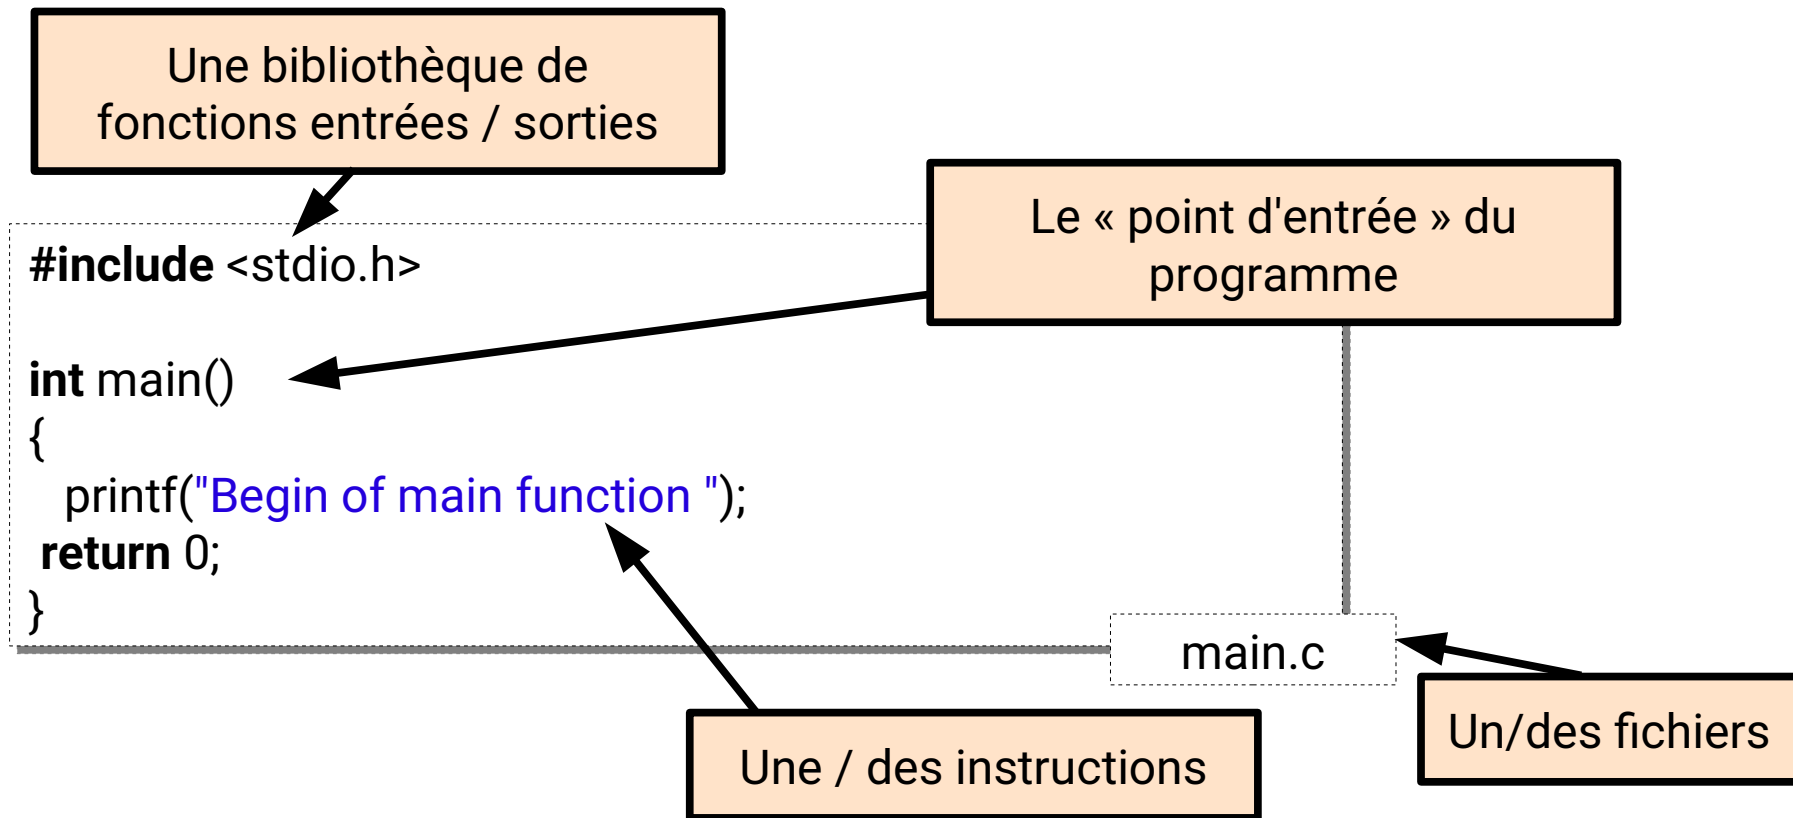 Une bibliothèque de
fonctions entrées / sorties
Le « point d'entrée » du
programme
#include <stdio.h>
int main()
{
printf("Begin of main function ");
return 0;
}
main.c
Un/des fichiers
Une / des instructions